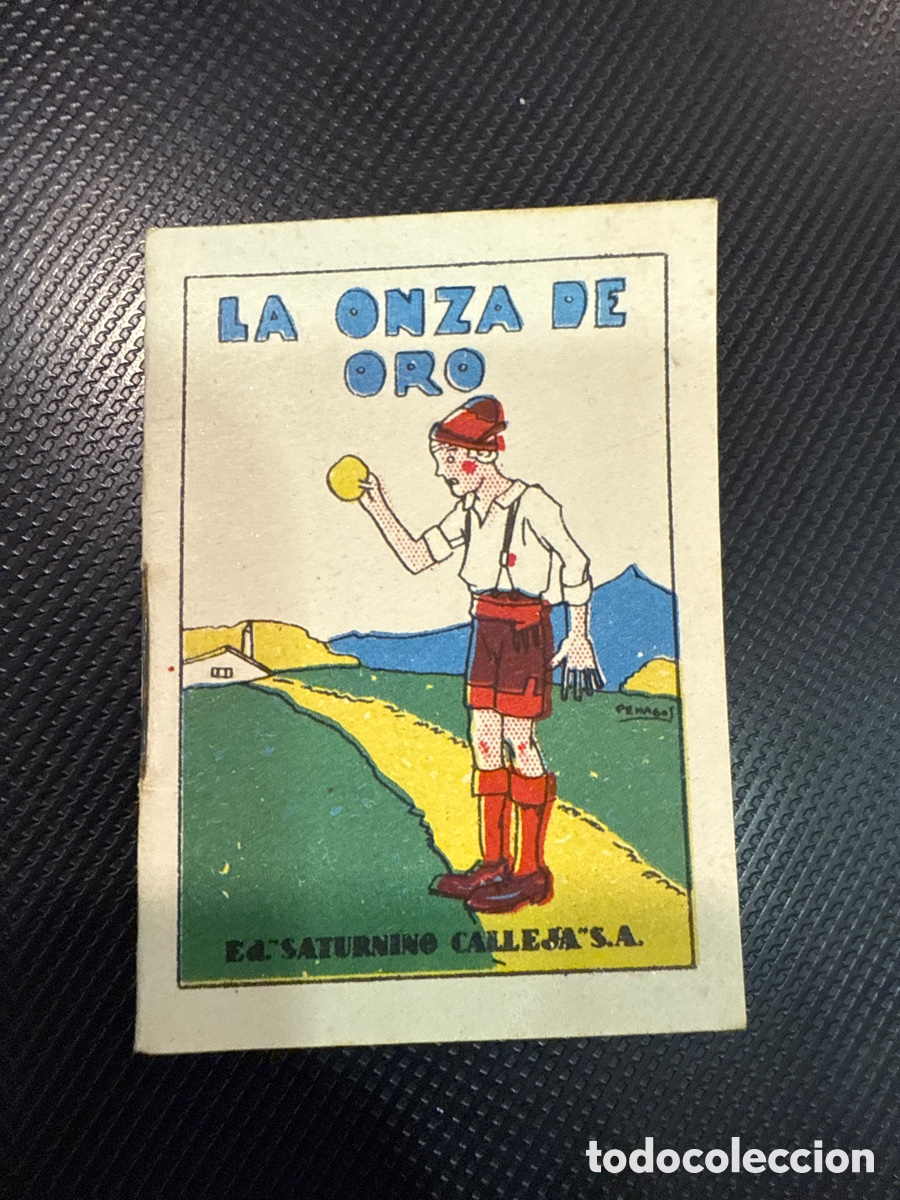 LA ONZA DE
ORO
PENAGOS
Ed. "SATURNINO CALLEJA" S.A.
todocoleccion